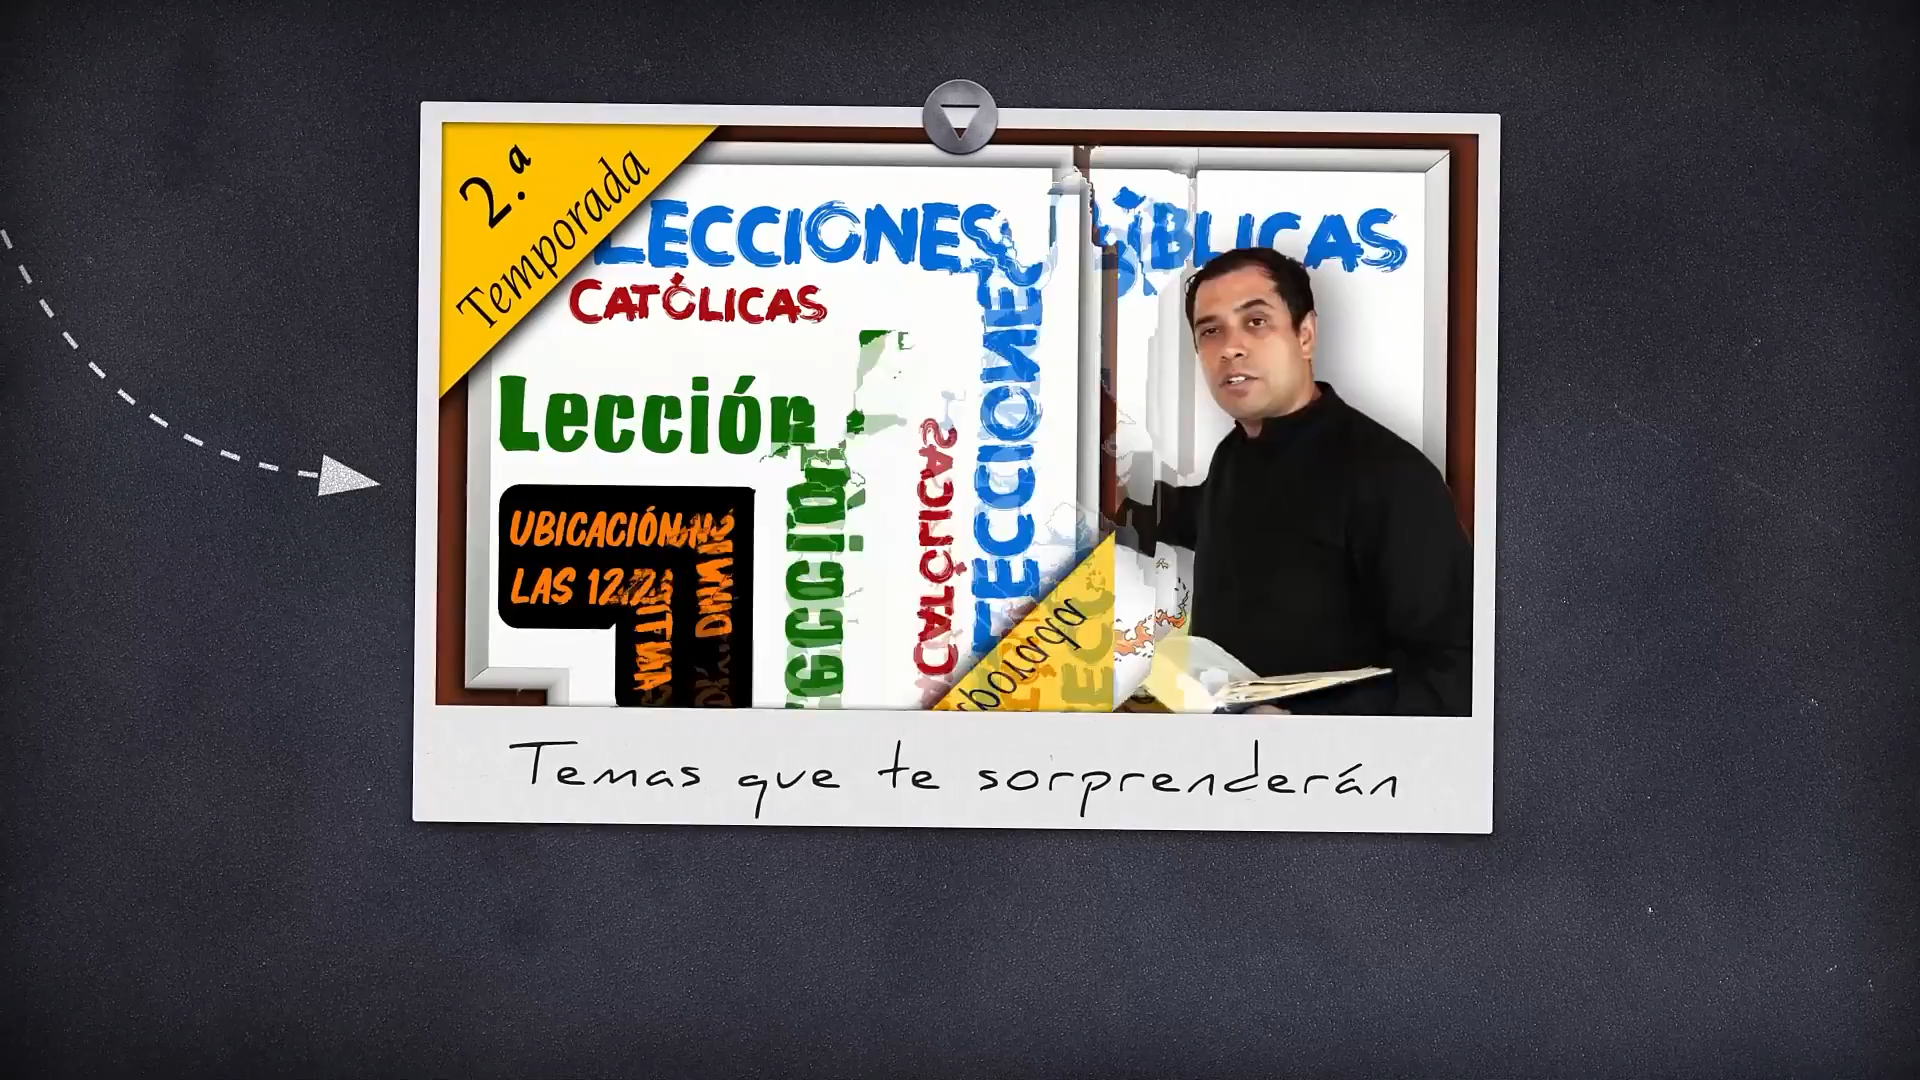 2.ª
Temporada
LECCIONES BÍBLICAS
CATÓLICAS
Lección
UBICACIÓN
LAS 12
Temas que te sorprenderán